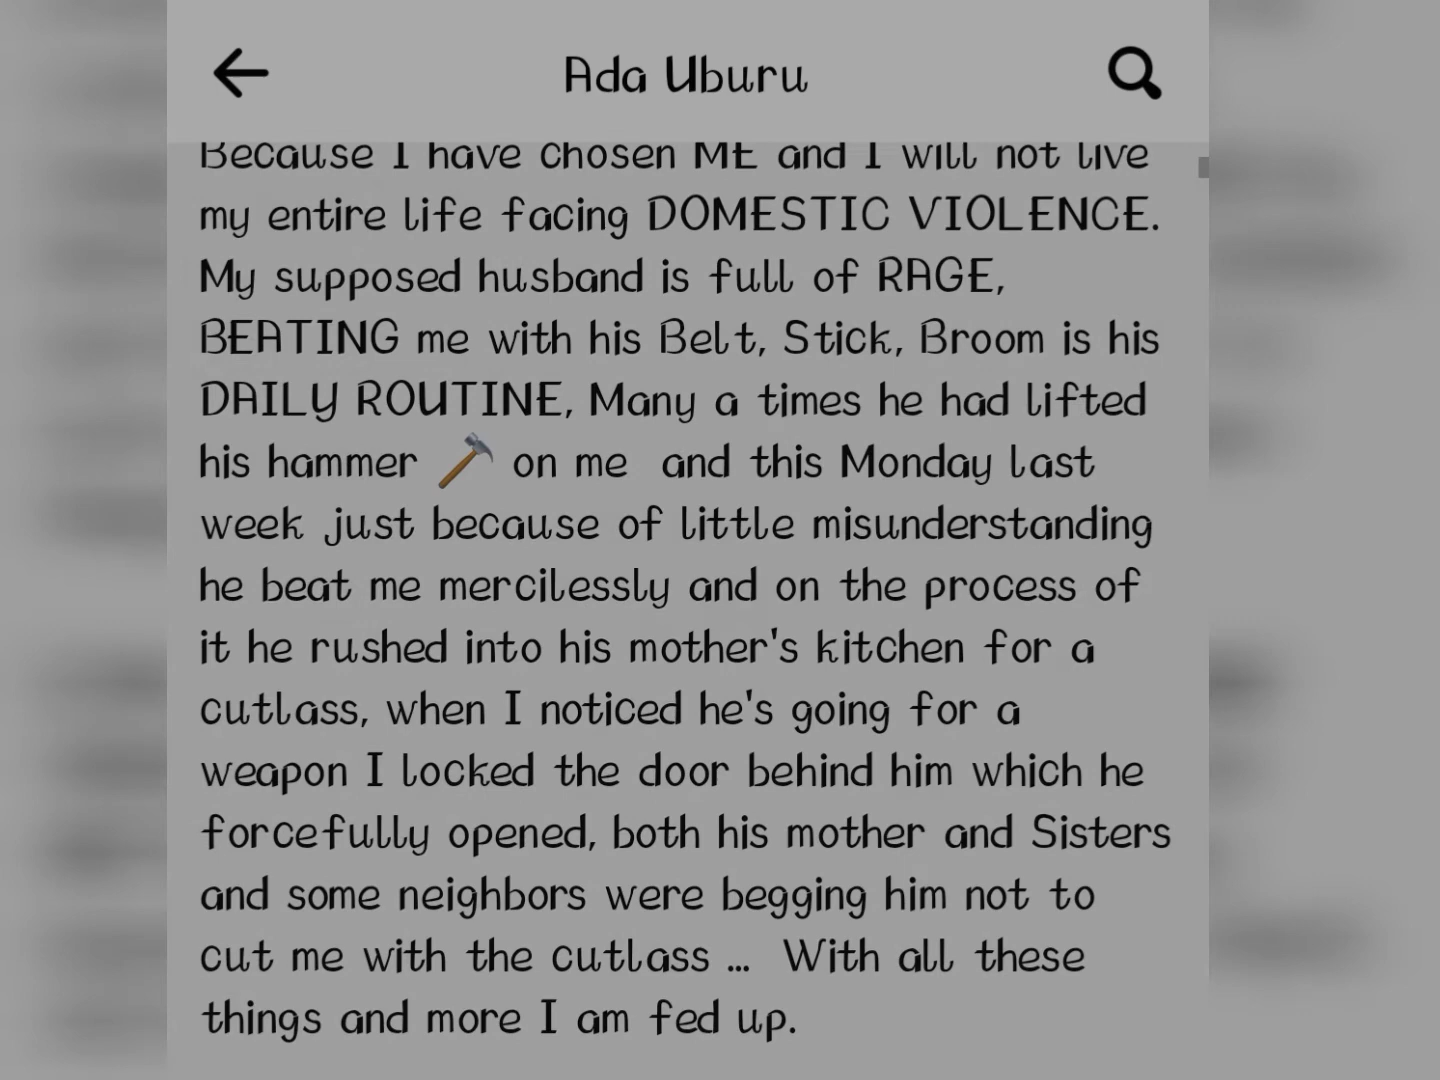 Ada Uburu
Because I have chosen ME and I will not live
my entire life facing DOMESTIC VIOLENCE.
My supposed husband is full of RAGE,
BEATING me with his Belt, Stick, Broom is his
DAILY ROUTINE, Many a times he had lifted
his hammer 🔨 on me and this Monday last
week just because of little misunderstanding
he beat me mercilessly and on the process of
it he rushed into his mother's kitchen for a
cutlass, when I noticed he's going for a
weapon I locked the door behind him which he
forcefully opened, both his mother and Sisters
and some neighbors were begging him not to
cut me with the cutlass ... With all these
things and more I am fed up.